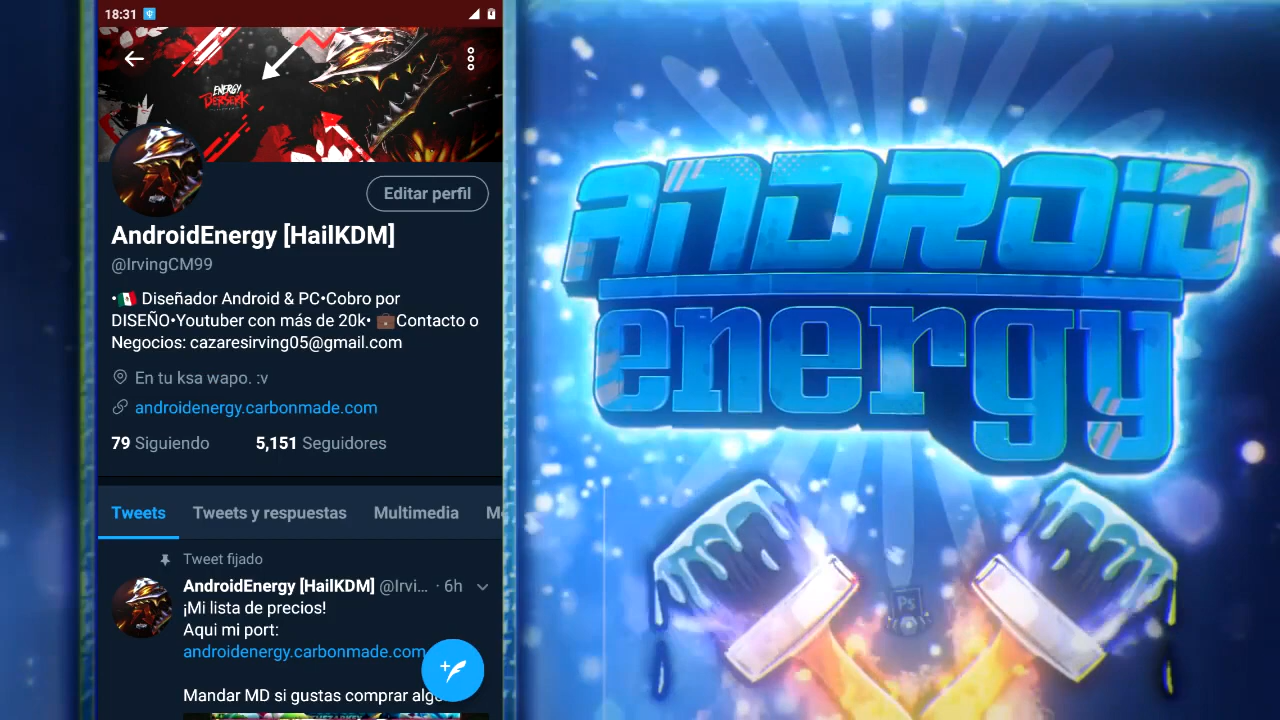 18:31
ENERGY
BERSERK
Editar perfil
AndroidEnergy [HailKDM]
@IrvingCM99
•🇲🇽 Diseñador Android & PC•Cobro por
DISEÑO•Youtuber con más de 20k• 💼Contacto o
Negocios: cazaresirving05@gmail.com
En tu ksa wapo. :v
androidenergy.carbonmade.com
79 Siguiendo 5,151 Seguidores
Tweets Tweets y respuestas Multimedia M
Tweet fijado
AndroidEnergy [HailKDM] @Irvi... · 6h
¡Mi lista de precios!
Aqui mi port:
androidenergy.carbonmade.com
Mandar MD si gustas comprar algo
ANDROID
energy
Ps